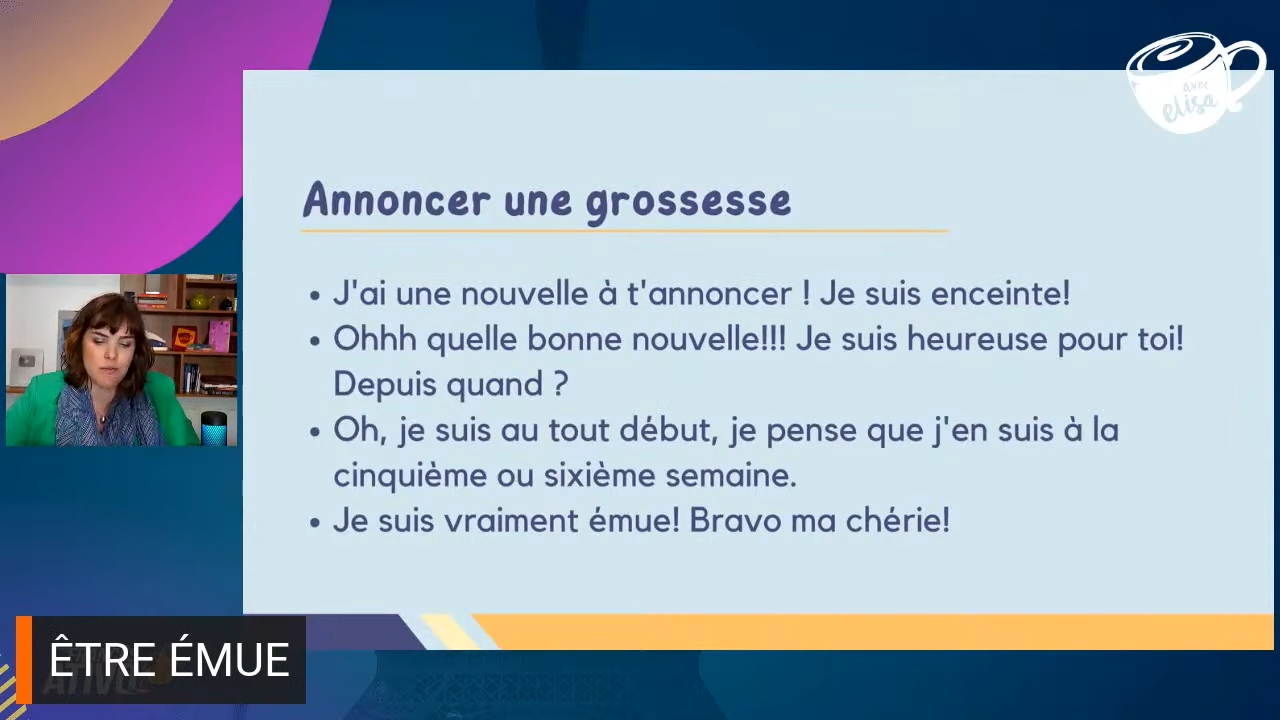 avec
elisa
Annoncer une grossesse
• J'ai une nouvelle à t'annoncer ! Je suis enceinte!
• Ohhh quelle bonne nouvelle!!! Je suis heureuse pour toi!
Depuis quand ?
• Oh, je suis au tout début, je pense que j'en suis à la
cinquième ou sixième semaine.
• Je suis vraiment émue! Bravo ma chérie!
ÊTRE ÉMUE